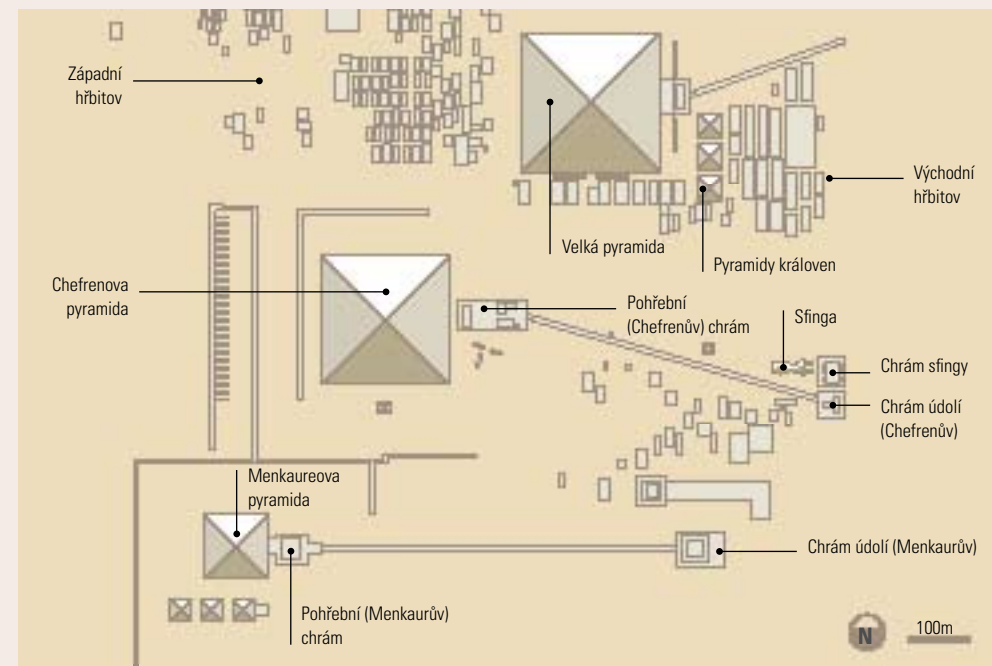 Západní
hřbitov
Východní
hřbitov
Velká pyramida
Pyramidy královen
Chefrenova
pyramida
Pohřební
(Chefrenův) chrám
Sfinga
Chrám sfingy
Chrám údolí
(Chefrenův)
Menkaureova
pyramida
Chrám údolí (Menkaurův)
Pohřební (Menkaurův)
chrám
N
100m